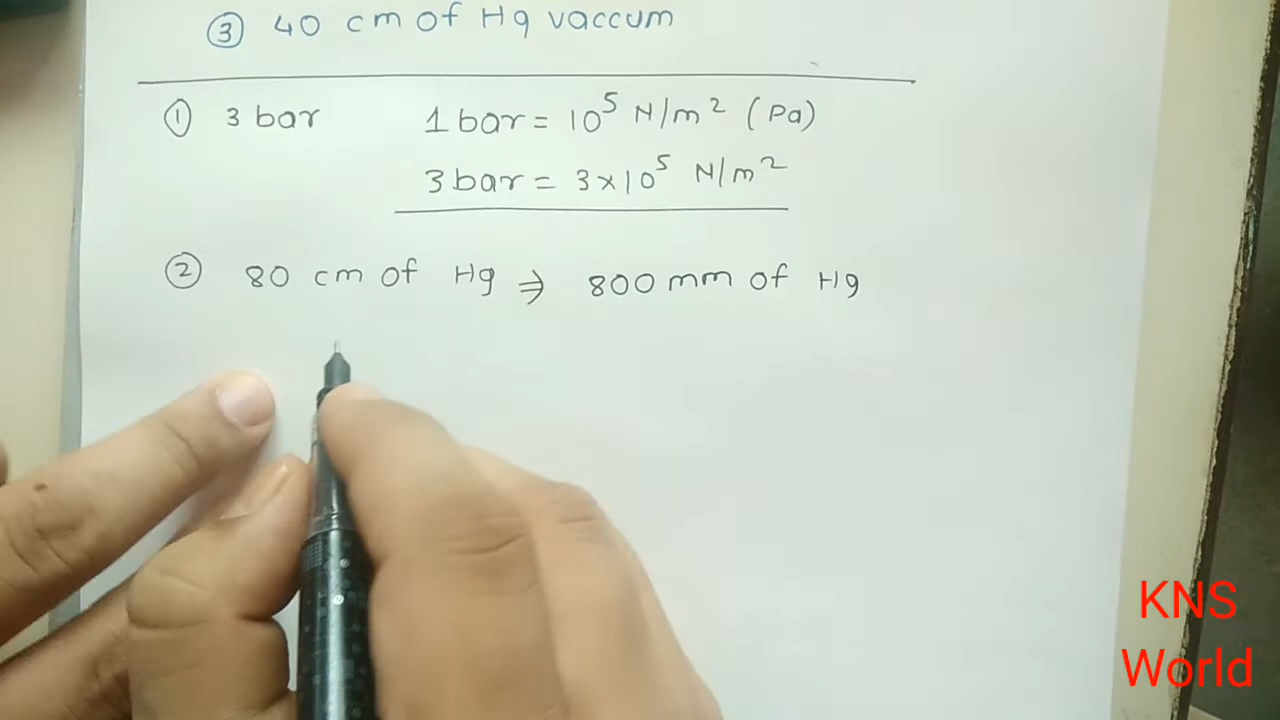 ③ 40 cm of Hg vaccum
① 3 bar 1 bar = 10⁵ N/m² (Pa)
3 bar = 3×10⁵ N/m²
② 80 cm of Hg ⇒ 800 mm of Hg
KNS
World